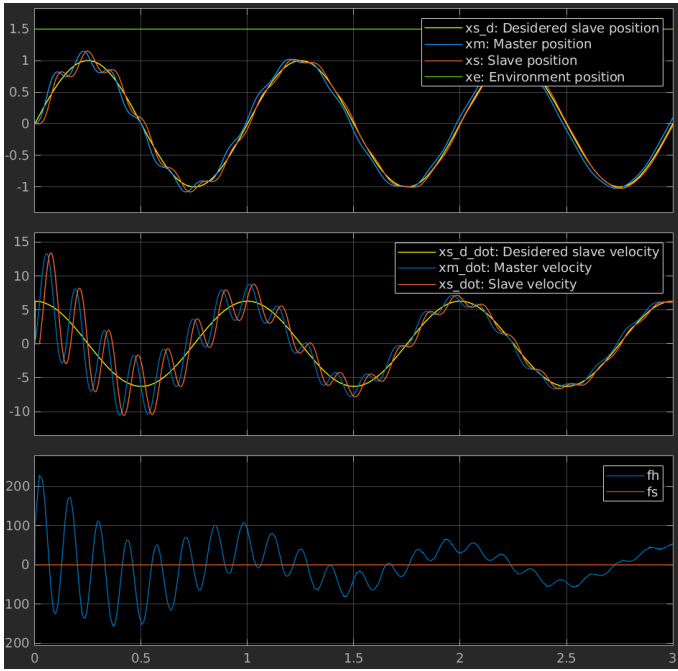 1.5
1
0.5
0
-0.5
-1
xs_d: Desidered slave position
xm: Master position
xs: Slave position
xe: Environment position
15
10
5
0
-5
-10
xs_d_dot: Desidered slave velocity
xm_dot: Master velocity
xs_dot: Slave velocity
200
100
0
100
200
fh
fs
0 0.5 1 1.5 2 2.5 3